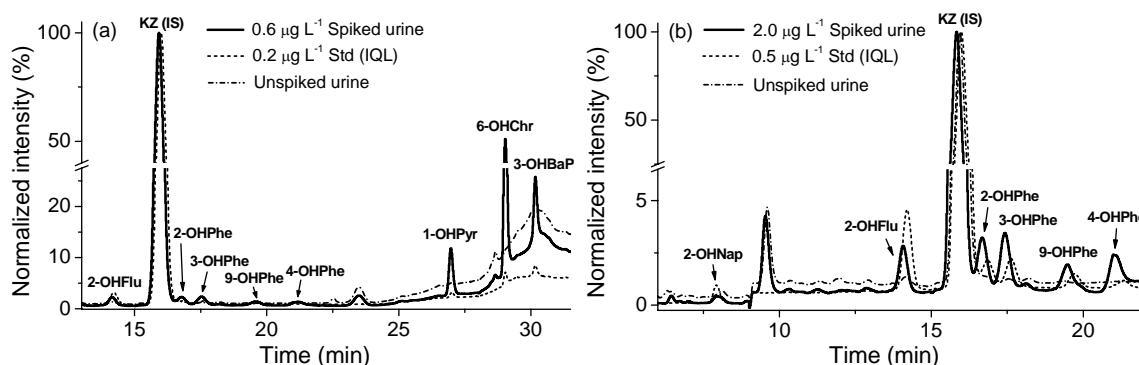 (a)
KZ (IS)
0.6 μg L⁻¹ Spiked urine
0.2 μg L⁻¹ Std (IQL)
Unspiked urine
Normalized intensity (%)
100
50
20
10
5
0
2-OHFlu
2-OHPhe
3-OHPhe
9-OHPhe
4-OHPhe
1-OHPyr
6-OHChr
3-OHBaP
15
20
25
30
Time (min)
(b)
KZ (IS)
2.0 μg L⁻¹ Spiked urine
0.5 μg L⁻¹ Std (IQL)
Unspiked urine
Normalized intensity (%)
100
50
5
0
2-OHNap
2-OHFlu
2-OHPhe
3-OHPhe
9-OHPhe
4-OHPhe
10
15
20
Time (min)